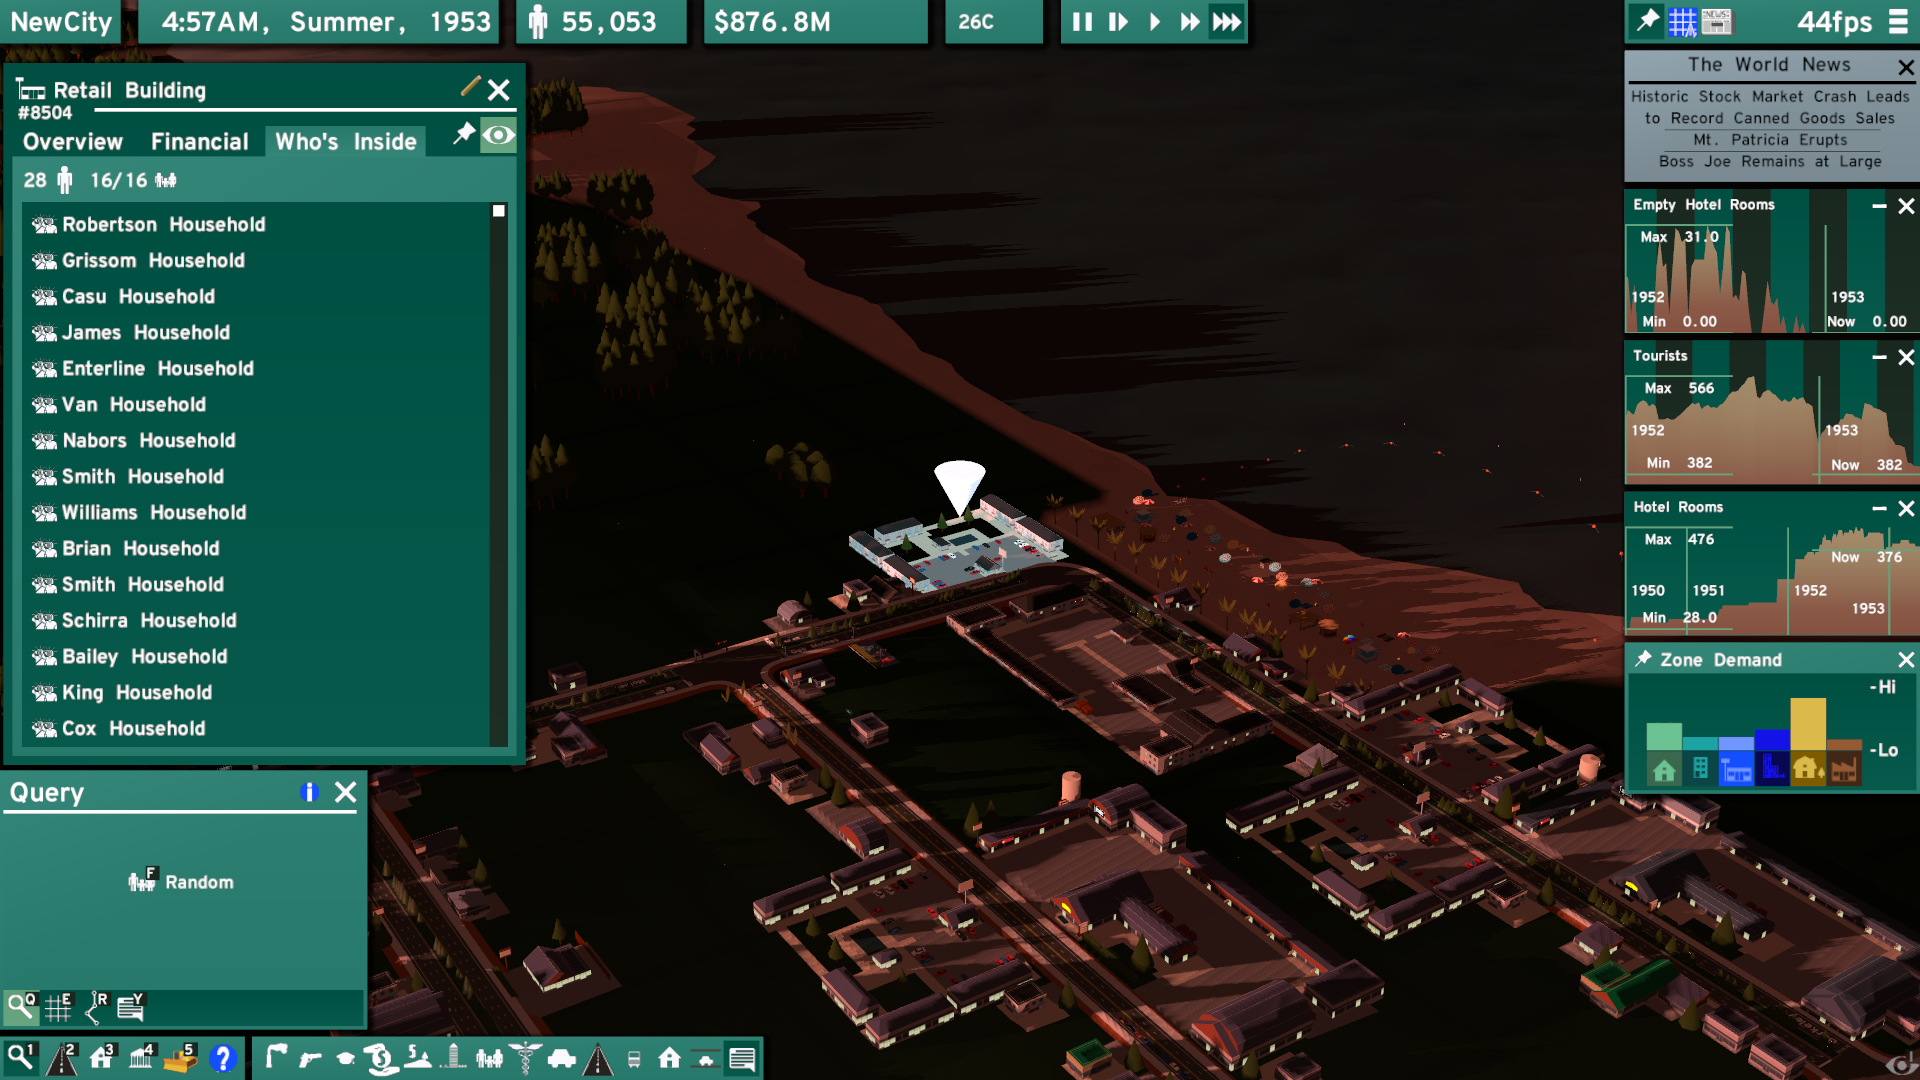 NewCity
4:57AM, Summer, 1953
55,053
$876.8M
26C
44fps
Retail Building
#8504
Overview Financial Who's Inside
28 16/16
Robertson Household
Grissom Household
Casu Household
James Household
Enterline Household
Van Household
Nabors Household
Smith Household
Williams Household
Brian Household
Smith Household
Schirra Household
Bailey Household
King Household
Cox Household
Query
F
Random
Q E R Y
1 2 3 4 5
NEWS
The World News
Historic Stock Market Crash Leads
to Record Canned Goods Sales
Mt. Patricia Erupts
Boss Joe Remains at Large
Empty Hotel Rooms
Max 31.0
1952 1953
Min 0.00 Now 0.00
Tourists
Max 566
1952 1953
Min 382 Now 382
Hotel Rooms
Max 476
Now 376
1950 1951 1952
1953
Min 28.0
Zone Demand
-Hi
-Lo